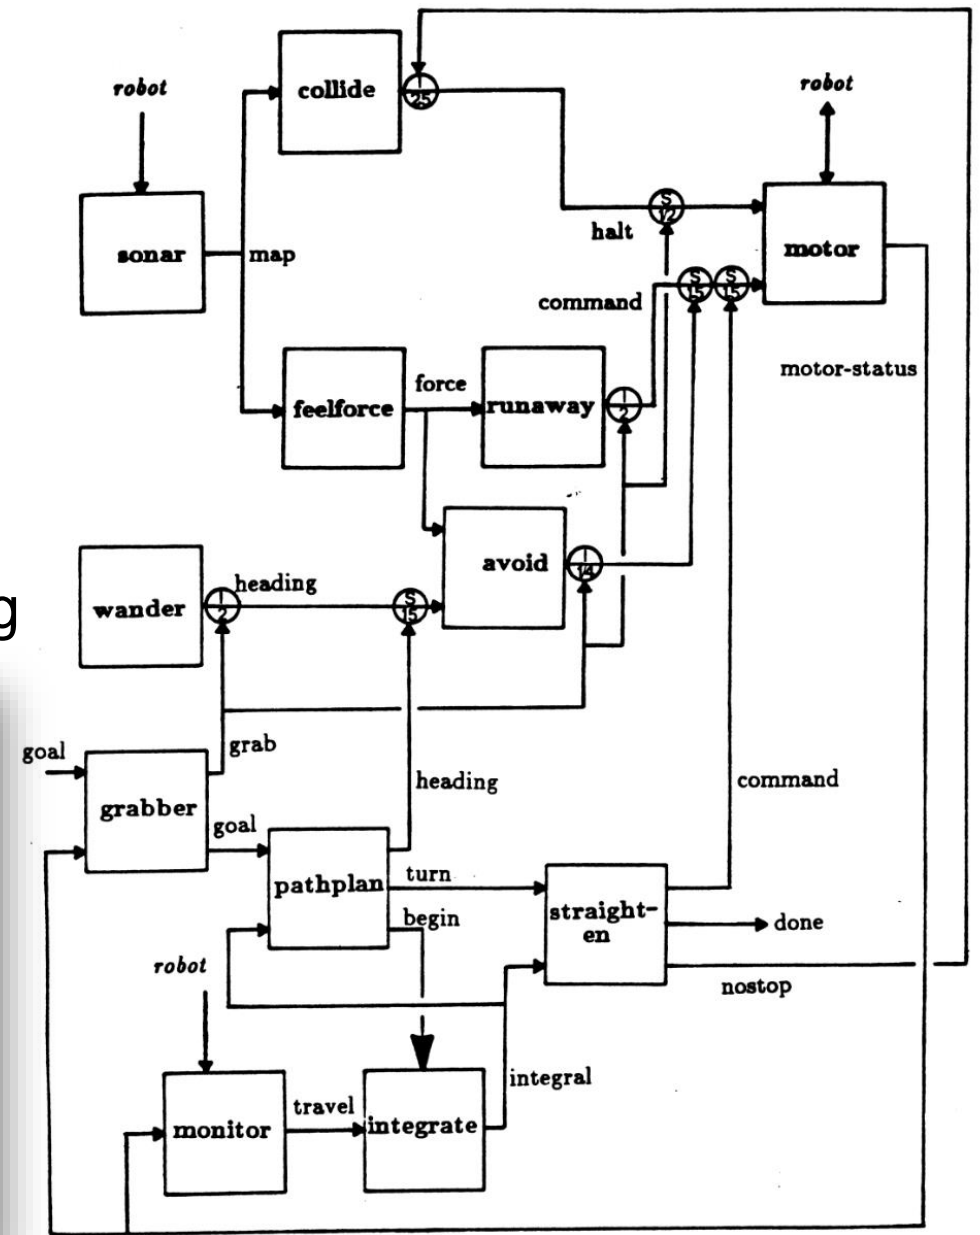 robot
collide
I
25
robot
sonar
map
S
12
halt
motor
command
S
15
S
15
motor-status
feelforce
force
runaway
I
2
avoid
I
14
wander
I
2
heading
S
15
g
goal
grab
grabber
goal
heading
command
pathplan
turn
begin
straight-
en
done
nostop
robot
monitor
travel
integrate
integral